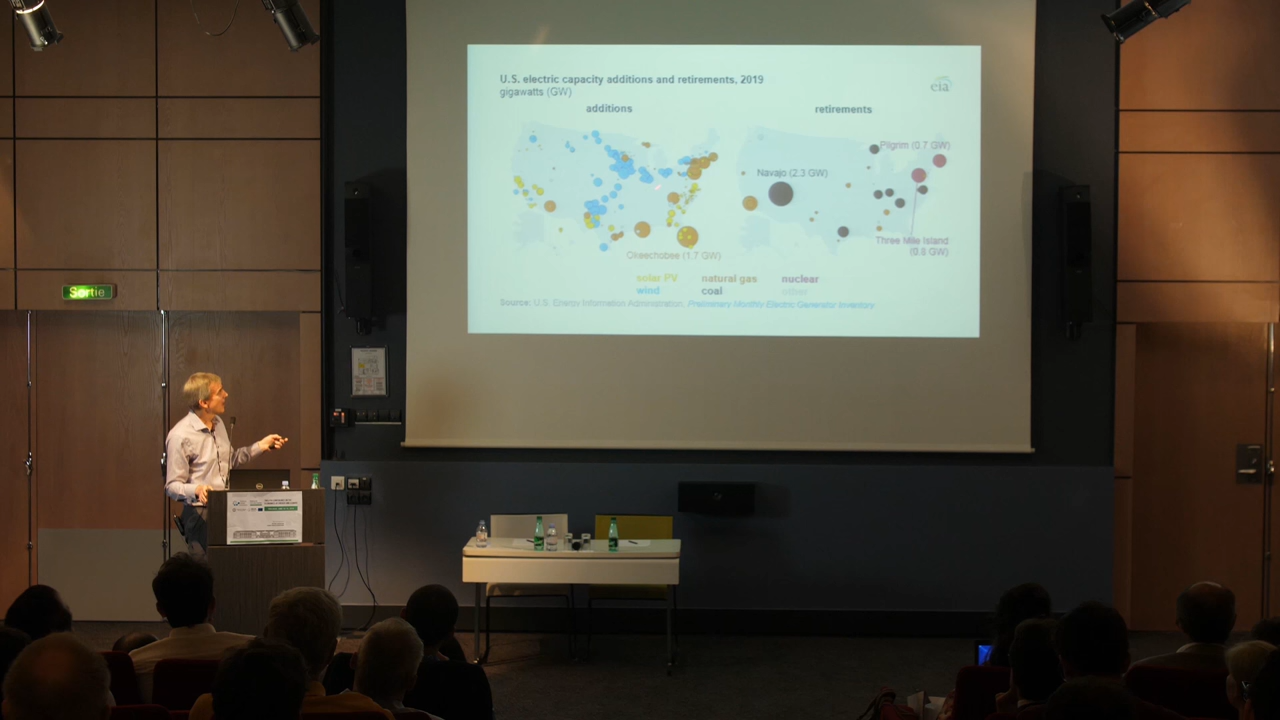 U.S. electric capacity additions and retirements, 2019
gigawatts (GW)
eia
additions
retirements
Pilgrim (0.7 GW)
Navajo (2.3 GW)
Three Mile Island
(0.8 GW)
Okeechobee (1.7 GW)
solar PV
natural gas
nuclear
wind
coal
other
Source: U.S. Energy Information Administration, Preliminary Monthly Electric Generator Inventory
Sortie